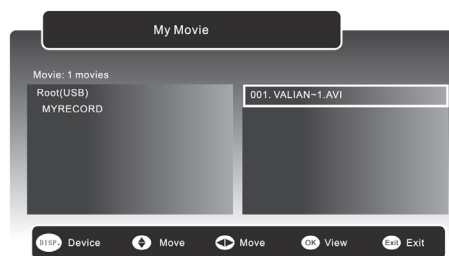 My Movie
Movie: 1 movies
Root(USB)
MYRECORD
001. VALIAN~1.AVI
DISP. Device Move Move OK View Exit Exit